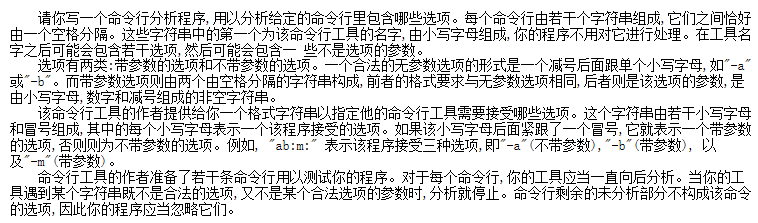 请你写一个命令行分析程序,用以分析给定的命令行里包含哪些选项。每个命令行由若干个字符串组成,它们之间恰好
由一个空格分隔。这些字符串中的第一个为该命令行工具的名字,由小写字母组成,你的程序不用对它进行处理。在工具名
字之后可能会包含若干选项,然后可能会包含一 些不是选项的参数。
选项有两类:带参数的选项和不带参数的选项。一个合法的无参数选项的形式是一个减号后面跟单个小写字母,如"-a"
或"-b"。而带参数选项则由两个由空格分隔的字符串构成,前者的格式要求与无参数选项相同,后者则是该选项的参数,是
由小写字母,数字和减号组成的非空字符串。
该命令行工具的作者提供给你一个格式字符串以指定他的命令行工具需要接受哪些选项。这个字符串由若干小写字母
和冒号组成,其中的每个小写字母表示一个该程序接受的选项。如果该小写字母后面紧跟了一个冒号,它就表示一个带参数
的选项,否则则为不带参数的选项。例如, "ab:m:" 表示该程序接受三种选项,即"-a"(不带参数),"-b"(带参数), 以
及"-m"(带参数)。
命令行工具的作者准备了若干条命令行用以测试你的程序。对于每个命令行, 你的工具应当一直向后分析。当你的工
具遇到某个字符串既不是合法的选项,又不是某个合法选项的参数时,分析就停止。命令行剩余的未分析部分不构成该命令
的选项,因此你的程序应当忽略它们。